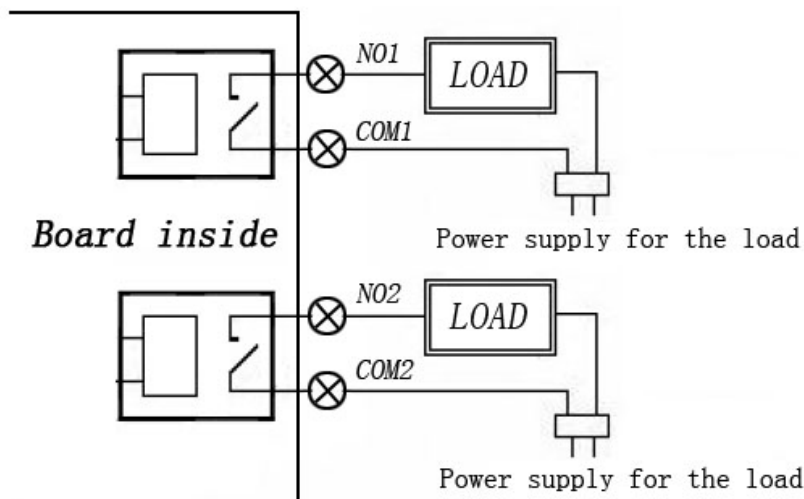 NO1
LOAD
COM1
Board inside
Power supply for the load
NO2
LOAD
COM2
Power supply for the load